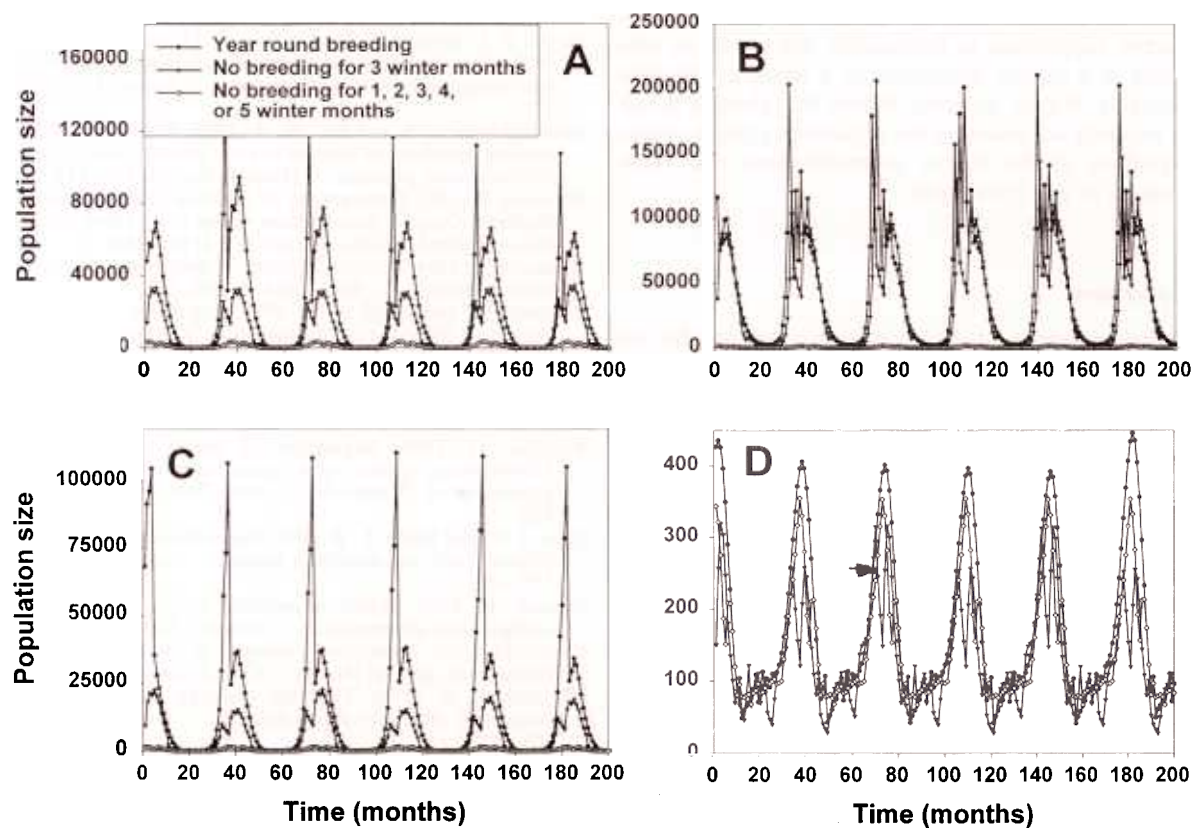 160000
120000
80000
40000
0
Population size
Year round breeding
No breeding for 3 winter months
No breeding for 1, 2, 3, 4,
or 5 winter months
A
0 20 40 60 80 100 120 140 160 180 200
250000
200000
150000
100000
50000
0
B
0 20 40 60 80 100 120 140 160 180 200
100000
75000
50000
25000
0
Population size
C
0 20 40 60 80 100 120 140 160 180 200
Time (months)
400
300
200
100
0
D
0 20 40 60 80 100 120 140 160 180 200
Time (months)